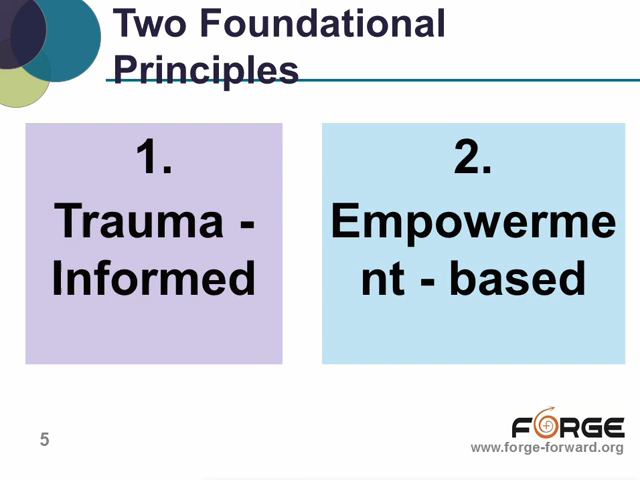 Two Foundational
Principles
1.
Trauma -
Informed
2.
Empowerme
nt - based
5
FORGE
www.forge-forward.org